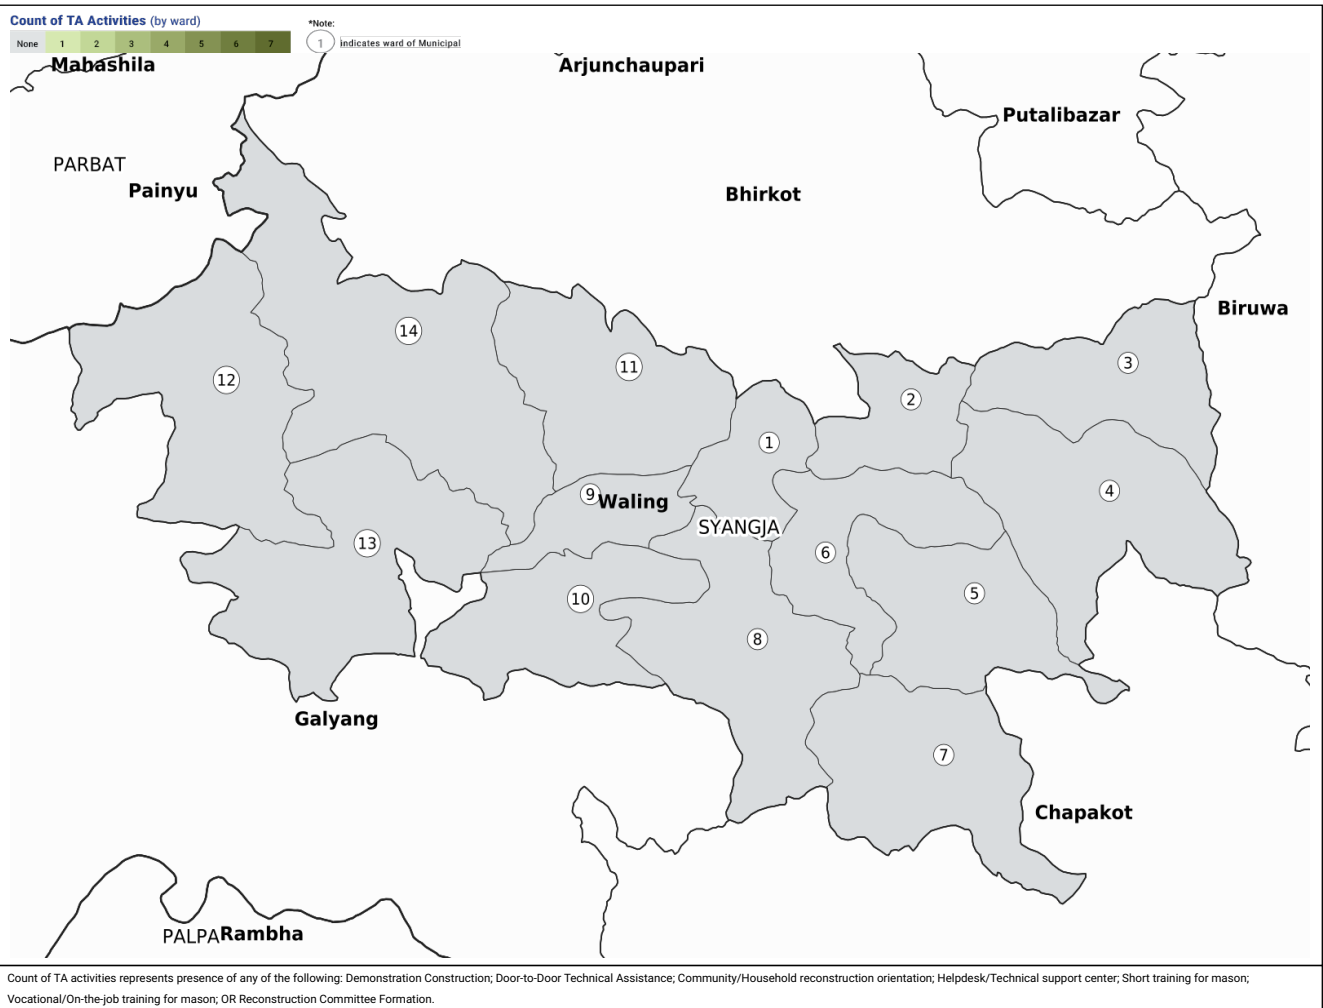 Count of TA Activities (by ward)
None 1 2 3 4 5 6 7
*Note:
1 indicates ward of Municipal
Mahashila
Arjunchaupari
Putalibazar
PARBAT
Painyu
Bhirkot
Biruwa
14
11
3
12
2
1
4
9 Waling
SYANGJA
13
6
10
5
8
Galyang
7
Chapakot
PALPA Rambha
Count of TA activities represents presence of any of the following: Demonstration Construction; Door-to-Door Technical Assistance; Community/Household reconstruction orientation; Helpdesk/Technical support center; Short training for mason;
Vocational/On-the-job training for mason; OR Reconstruction Committee Formation.